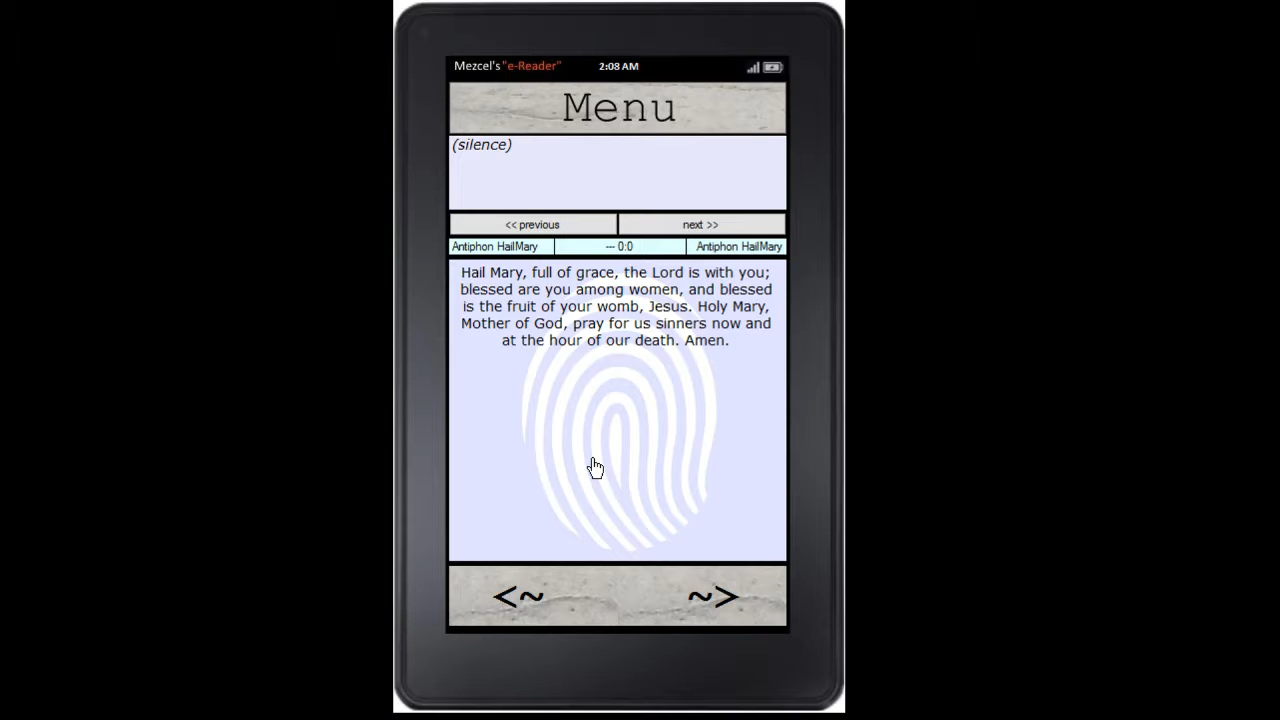 Mezcel's "e-Reader" 2:08 AM
Menu
(silence)
<< previous next >>
Antiphon HailMary --- 0:0 Antiphon HailMary
Hail Mary, full of grace, the Lord is with you;
blessed are you among women, and blessed
is the fruit of your womb, Jesus. Holy Mary,
Mother of God, pray for us sinners now and
at the hour of our death. Amen.
<~ ~>